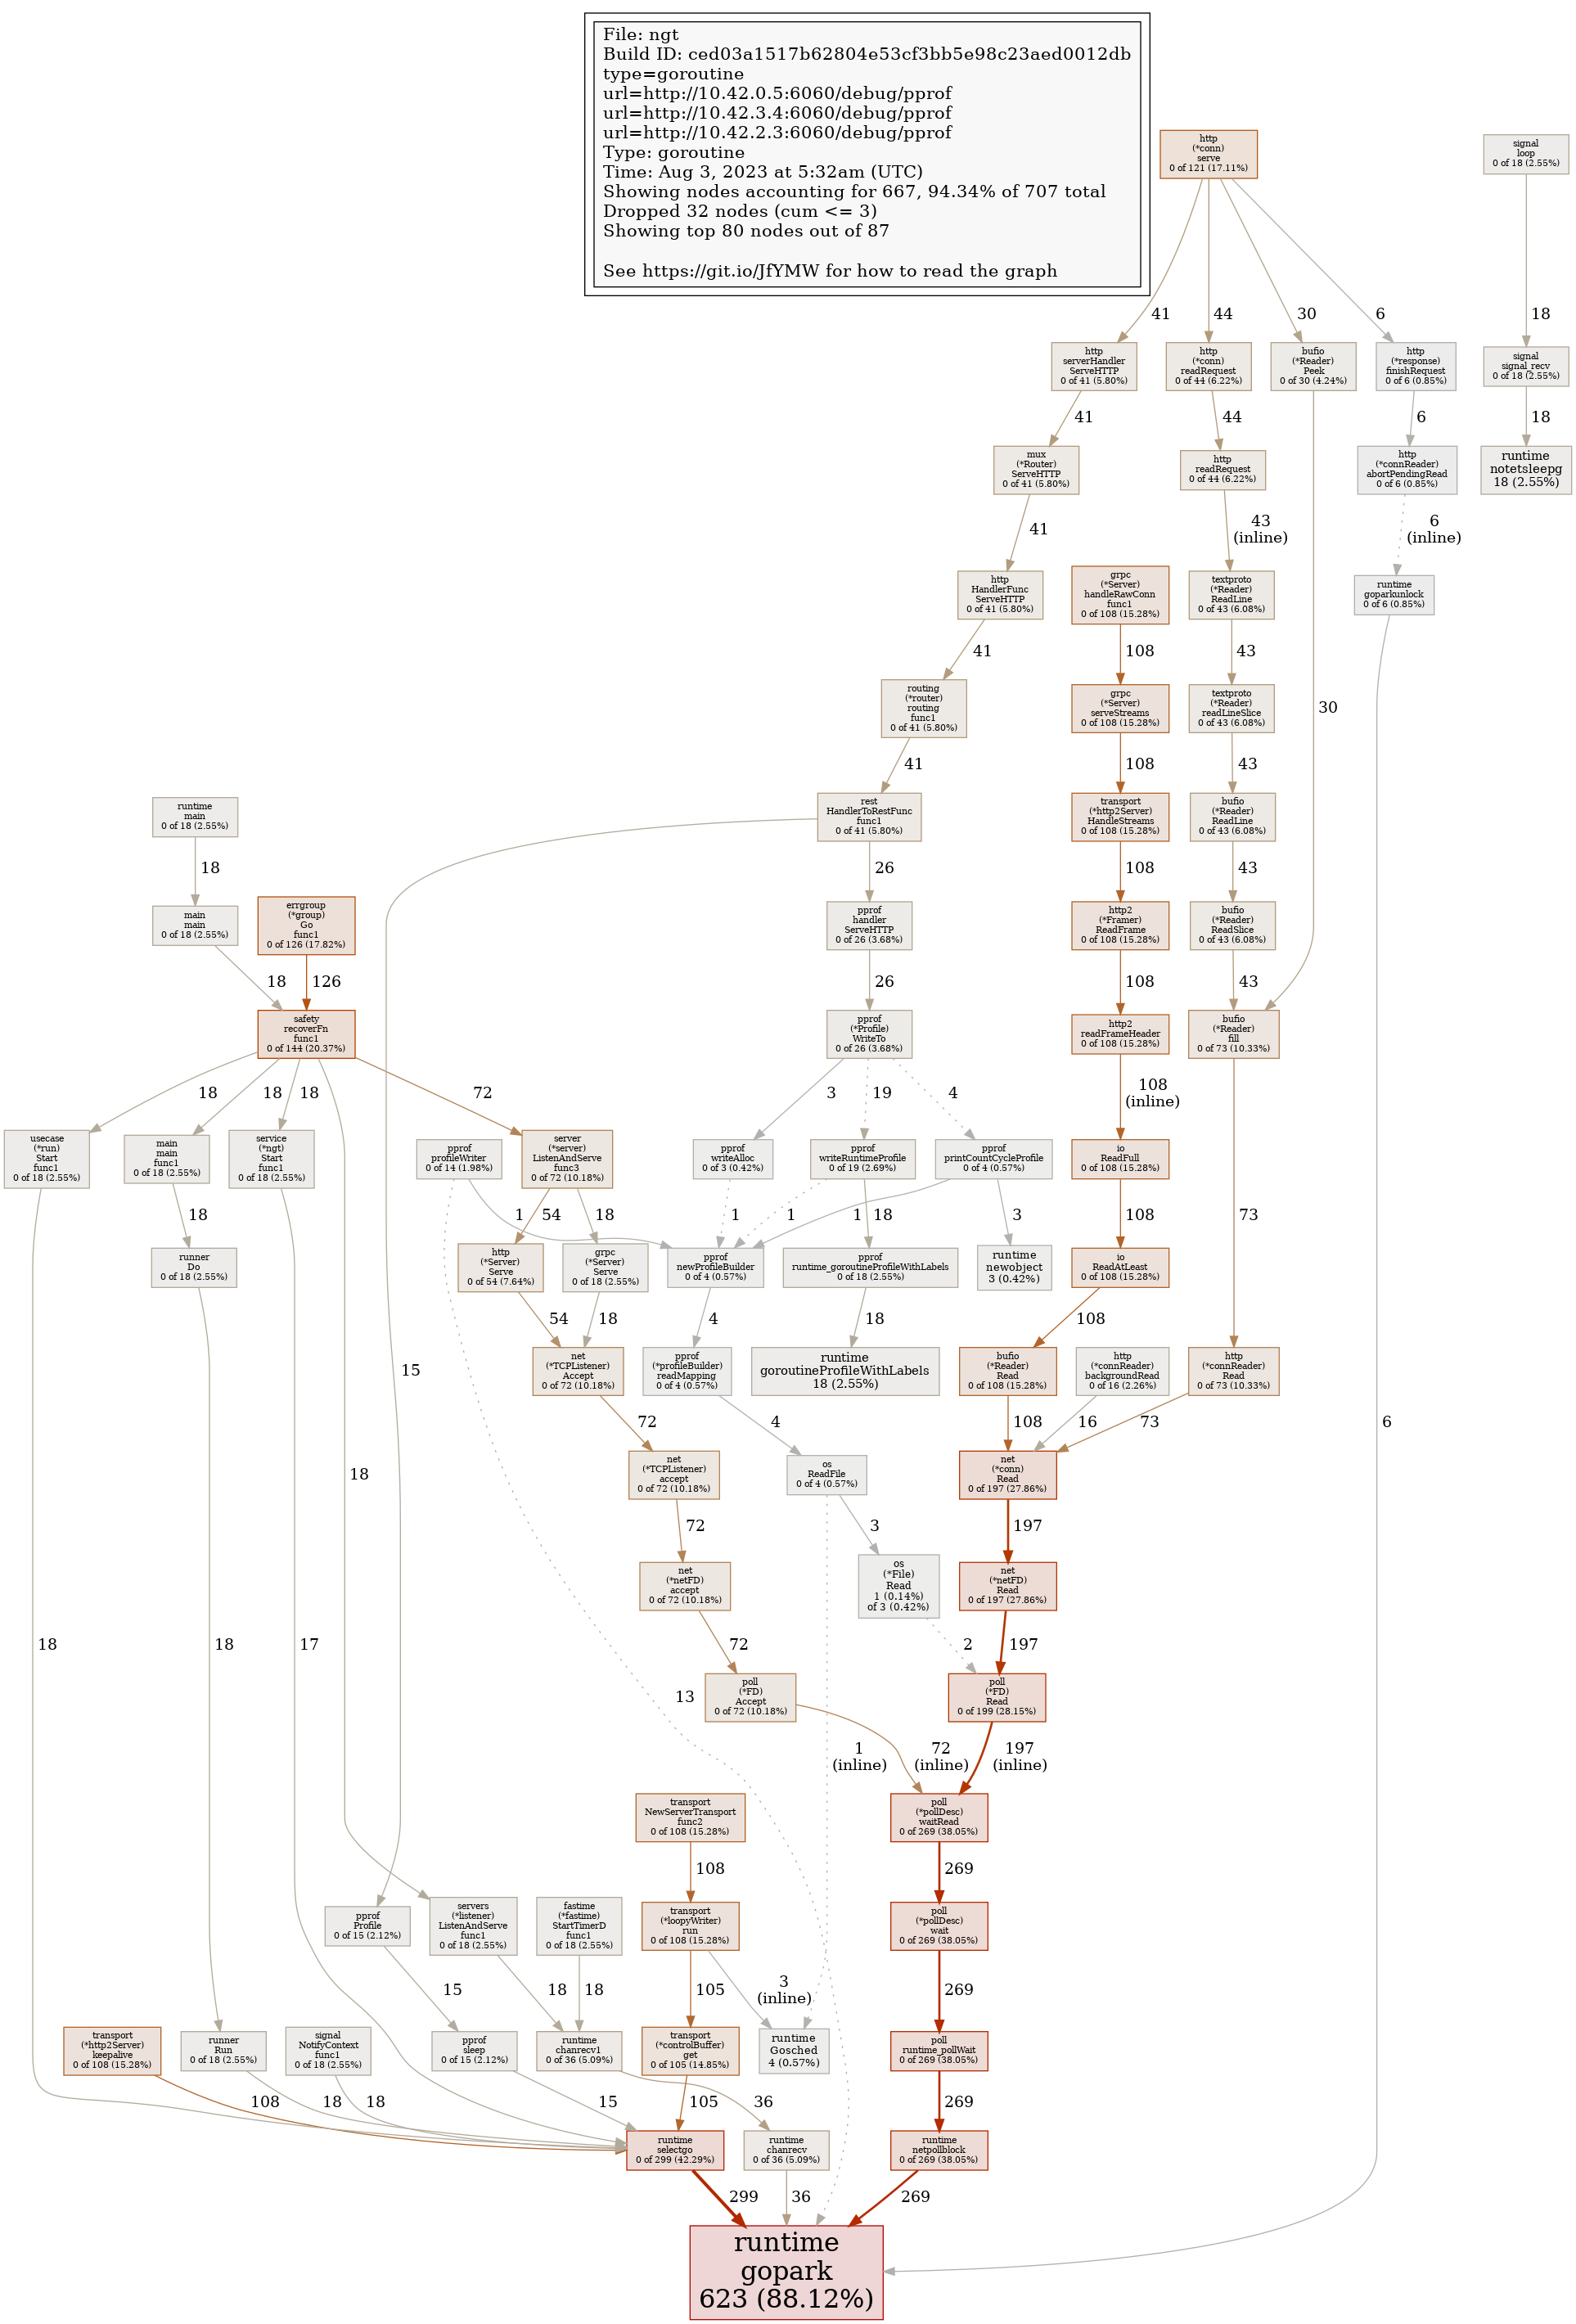 File: ngt
Build ID: ced03a1517b62804e53cf3bb5e98c23aed0012db
type=goroutine
url=http://10.42.0.5:6060/debug/pprof
url=http://10.42.3.4:6060/debug/pprof
url=http://10.42.2.3:6060/debug/pprof
Type: goroutine
Time: Aug 3, 2023 at 5:32am (UTC)
Showing nodes accounting for 667, 94.34% of 707 total
Dropped 32 nodes (cum <= 3)
Showing top 80 nodes out of 87
See https://git.io/JfYMW for how to read the graph
http
(*conn)
serve
0 of 121 (17.11%)
signal
loop
0 of 18 (2.55%)
41
44
30
6
18
http
serverHandler
ServeHTTP
0 of 41 (5.80%)
http
(*conn)
readRequest
0 of 44 (6.22%)
bufio
(*Reader)
Peek
0 of 30 (4.24%)
http
(*response)
finishRequest
0 of 6 (0.85%)
signal
signal_recv
0 of 18 (2.55%)
41
44
6
18
mux
(*Router)
ServeHTTP
0 of 41 (5.80%)
http
readRequest
0 of 44 (6.22%)
http
(*connReader)
abortPendingRead
0 of 6 (0.85%)
runtime
notetsleepg
18 (2.55%)
41
43
(inline)
6
(inline)
http
HandlerFunc
ServeHTTP
0 of 41 (5.80%)
grpc
(*Server)
handleRawConn
func1
0 of 108 (15.28%)
textproto
(*Reader)
ReadLine
0 of 43 (6.08%)
runtime
goparkunlock
0 of 6 (0.85%)
41
108
43
routing
(*router)
routing
func1
0 of 41 (5.80%)
grpc
(*Server)
serveStreams
0 of 108 (15.28%)
textproto
(*Reader)
readLineSlice
0 of 43 (6.08%)
30
41
108
43
runtime
main
0 of 18 (2.55%)
rest
HandlerToRestFunc
func1
0 of 41 (5.80%)
transport
(*http2Server)
HandleStreams
0 of 108 (15.28%)
bufio
(*Reader)
ReadLine
0 of 43 (6.08%)
18
26
108
43
main
main
0 of 18 (2.55%)
errgroup
(*group)
Go
func1
0 of 126 (17.82%)
pprof
handler
ServeHTTP
0 of 26 (3.68%)
http2
(*Framer)
ReadFrame
0 of 108 (15.28%)
bufio
(*Reader)
ReadSlice
0 of 43 (6.08%)
18
126
26
108
43
safety
recoverFn
func1
0 of 144 (20.37%)
pprof
(*Profile)
WriteTo
0 of 26 (3.68%)
http2
readFrameHeader
0 of 108 (15.28%)
bufio
(*Reader)
fill
0 of 73 (10.33%)
18
18
18
72
3
19
4
108
(inline)
usecase
(*run)
Start
func1
0 of 18 (2.55%)
main
main
func1
0 of 18 (2.55%)
service
(*ngt)
Start
func1
0 of 18 (2.55%)
pprof
profileWriter
0 of 14 (1.98%)
server
(*server)
ListenAndServe
func3
0 of 72 (10.18%)
pprof
writeAlloc
0 of 3 (0.42%)
pprof
writeRuntimeProfile
0 of 19 (2.69%)
pprof
printCountCycleProfile
0 of 4 (0.57%)
io
ReadFull
0 of 108 (15.28%)
18
1
54
18
1
1
18
1
3
108
73
runner
Do
0 of 18 (2.55%)
http
(*Server)
Serve
0 of 54 (7.64%)
grpc
(*Server)
Serve
0 of 18 (2.55%)
pprof
newProfileBuilder
0 of 4 (0.57%)
pprof
runtime_goroutineProfileWithLabels
0 of 18 (2.55%)
runtime
newobject
3 (0.42%)
io
ReadAtLeast
0 of 108 (15.28%)
54
18
4
18
108
15
net
(*TCPListener)
Accept
0 of 72 (10.18%)
pprof
(*profileBuilder)
readMapping
0 of 4 (0.57%)
runtime
goroutineProfileWithLabels
18 (2.55%)
bufio
(*Reader)
Read
0 of 108 (15.28%)
http
(*connReader)
backgroundRead
0 of 16 (2.26%)
http
(*connReader)
Read
0 of 73 (10.33%)
72
4
108
16
73
6
18
net
(*TCPListener)
accept
0 of 72 (10.18%)
os
ReadFile
0 of 4 (0.57%)
net
(*conn)
Read
0 of 197 (27.86%)
72
3
197
net
(*netFD)
accept
0 of 72 (10.18%)
os
(*File)
Read
1 (0.14%)
of 3 (0.42%)
net
(*netFD)
Read
0 of 197 (27.86%)
18
18
17
72
2
197
poll
(*FD)
Accept
0 of 72 (10.18%)
poll
(*FD)
Read
0 of 199 (28.15%)
13
1
(inline)
72
(inline)
197
(inline)
transport
NewServerTransport
func2
0 of 108 (15.28%)
poll
(*pollDesc)
waitRead
0 of 269 (38.05%)
108
269
pprof
Profile
0 of 15 (2.12%)
servers
(*listener)
ListenAndServe
func1
0 of 18 (2.55%)
fastime
(*fastime)
StartTimerD
func1
0 of 18 (2.55%)
transport
(*loopyWriter)
run
0 of 108 (15.28%)
poll
(*pollDesc)
wait
0 of 269 (38.05%)
15
18
18
105
3
(inline)
269
transport
(*http2Server)
keepalive
0 of 108 (15.28%)
runner
Run
0 of 18 (2.55%)
signal
NotifyContext
func1
0 of 18 (2.55%)
pprof
sleep
0 of 15 (2.12%)
runtime
chanrecv1
0 of 36 (5.09%)
transport
(*controlBuffer)
get
0 of 105 (14.85%)
runtime
Gosched
4 (0.57%)
poll
runtime_pollWait
0 of 269 (38.05%)
108
18
18
15
105
36
269
runtime
selectgo
0 of 299 (42.29%)
runtime
chanrecv
0 of 36 (5.09%)
runtime
netpollblock
0 of 269 (38.05%)
299
36
269
runtime
gopark
623 (88.12%)